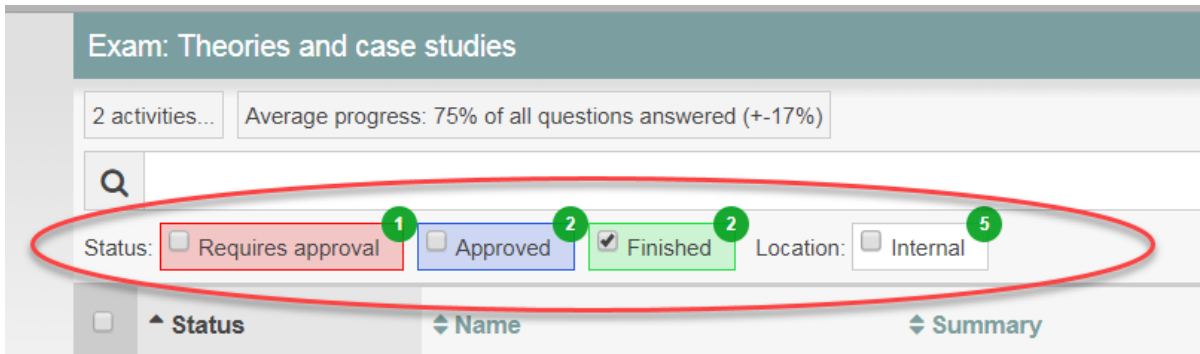 Exam: Theories and case studies
2 activities... Average progress: 75% of all questions answered (+-17%)
Status: Requires approval 1 Approved 2 Finished 2 Location: Internal 5
Status Name Summary